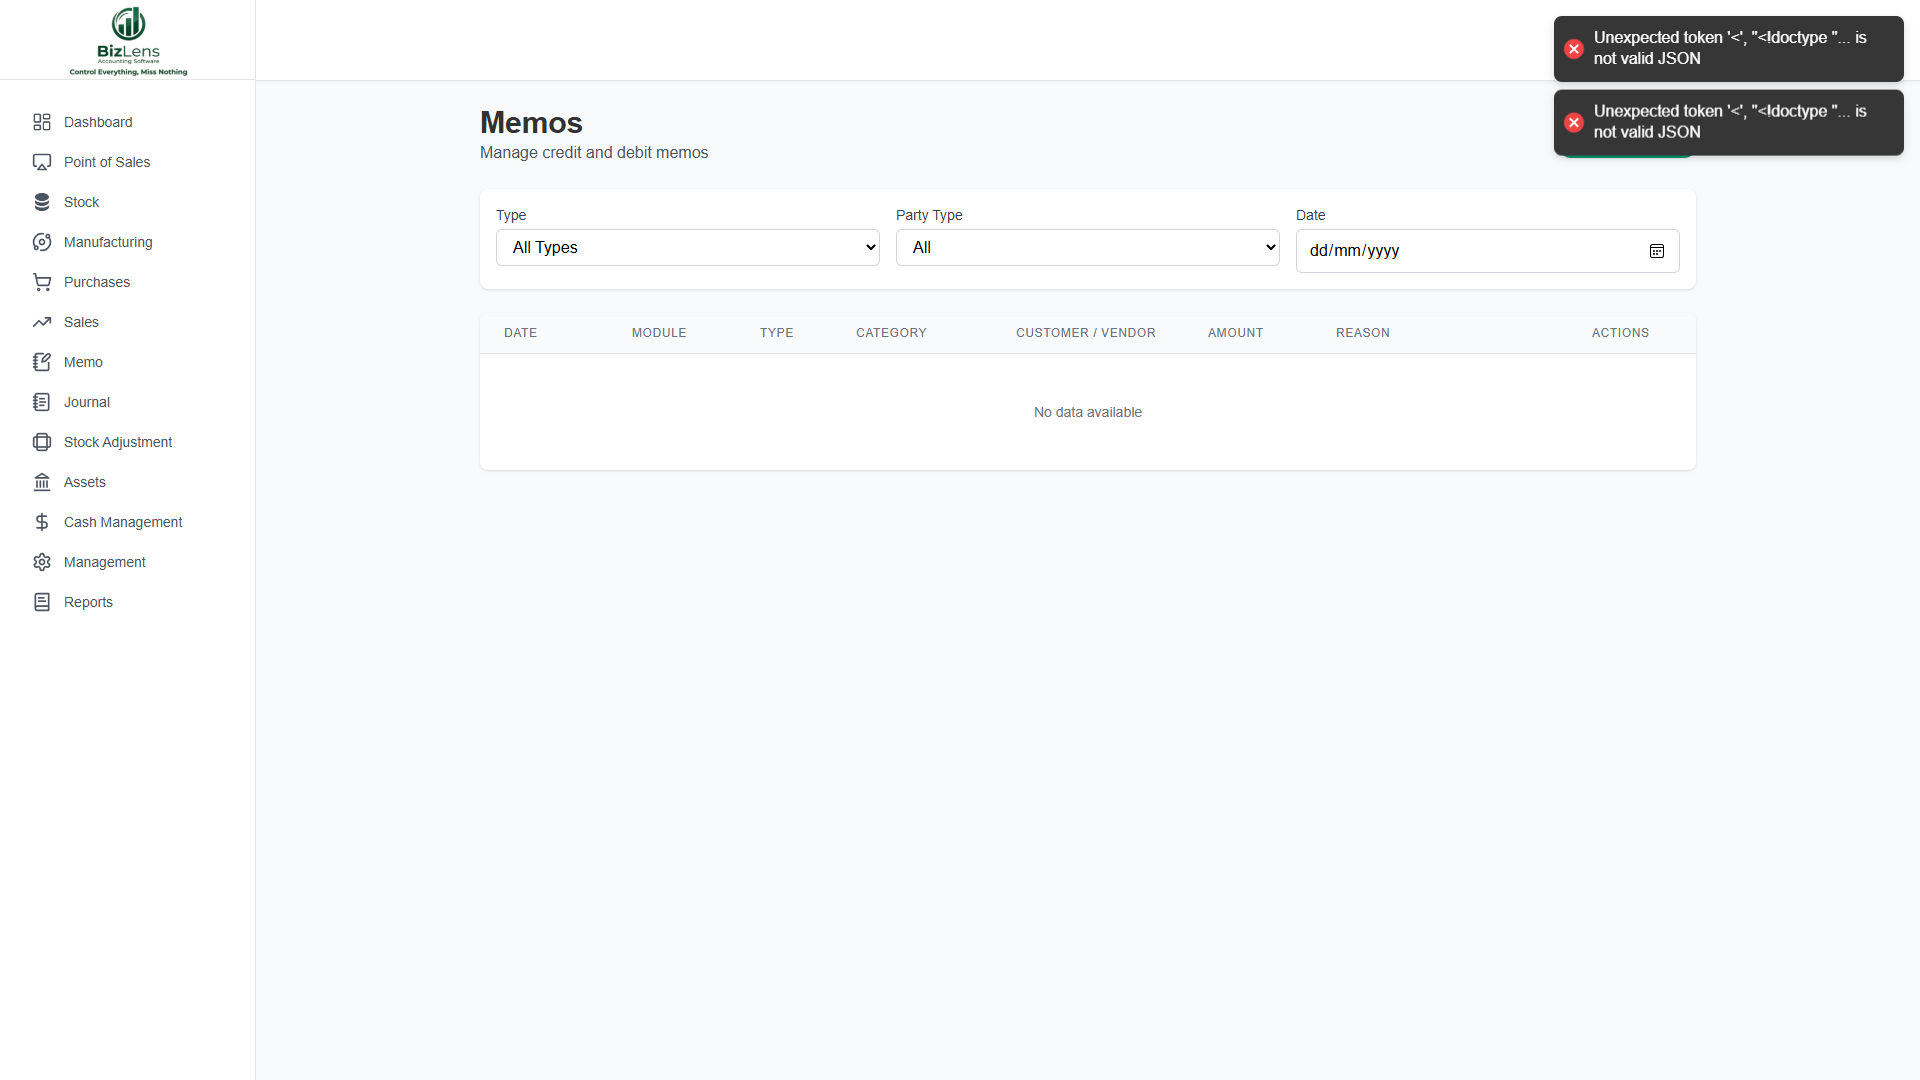 BizLens
Accounting Software
Control Everything, Miss Nothing
Dashboard
Point of Sales
Stock
Manufacturing
Purchases
Sales
Memo
Journal
Stock Adjustment
Assets
Cash Management
Management
Reports
Memos
Manage credit and debit memos
Type
All Types
Party Type
All
Date
dd/mm/yyyy
DATE MODULE TYPE CATEGORY CUSTOMER / VENDOR AMOUNT REASON ACTIONS
No data available
Unexpected token '<', "<!doctype "... is
not valid JSON
Unexpected token '<', "<!doctype "... is
not valid JSON